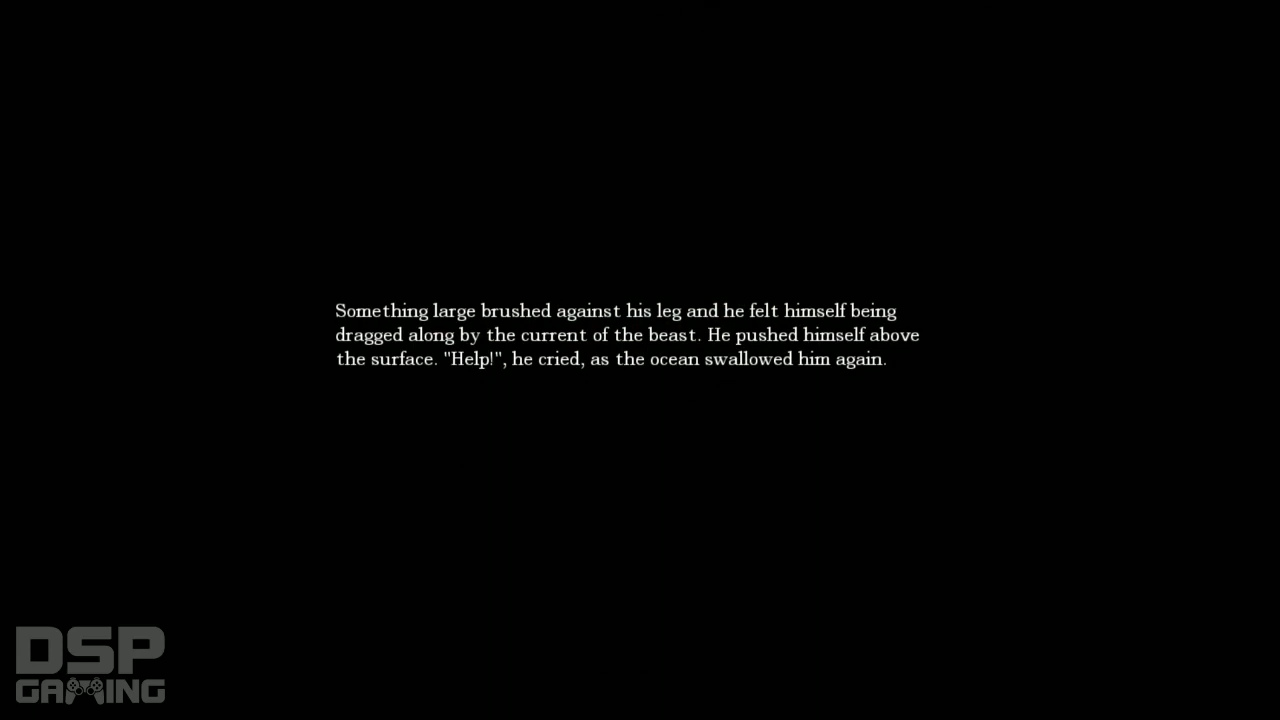 Something large brushed against his leg and he felt himself being
dragged along by the current of the beast. He pushed himself above
the surface. "Help!", he cried, as the ocean swallowed him again.
DSP
GAMING